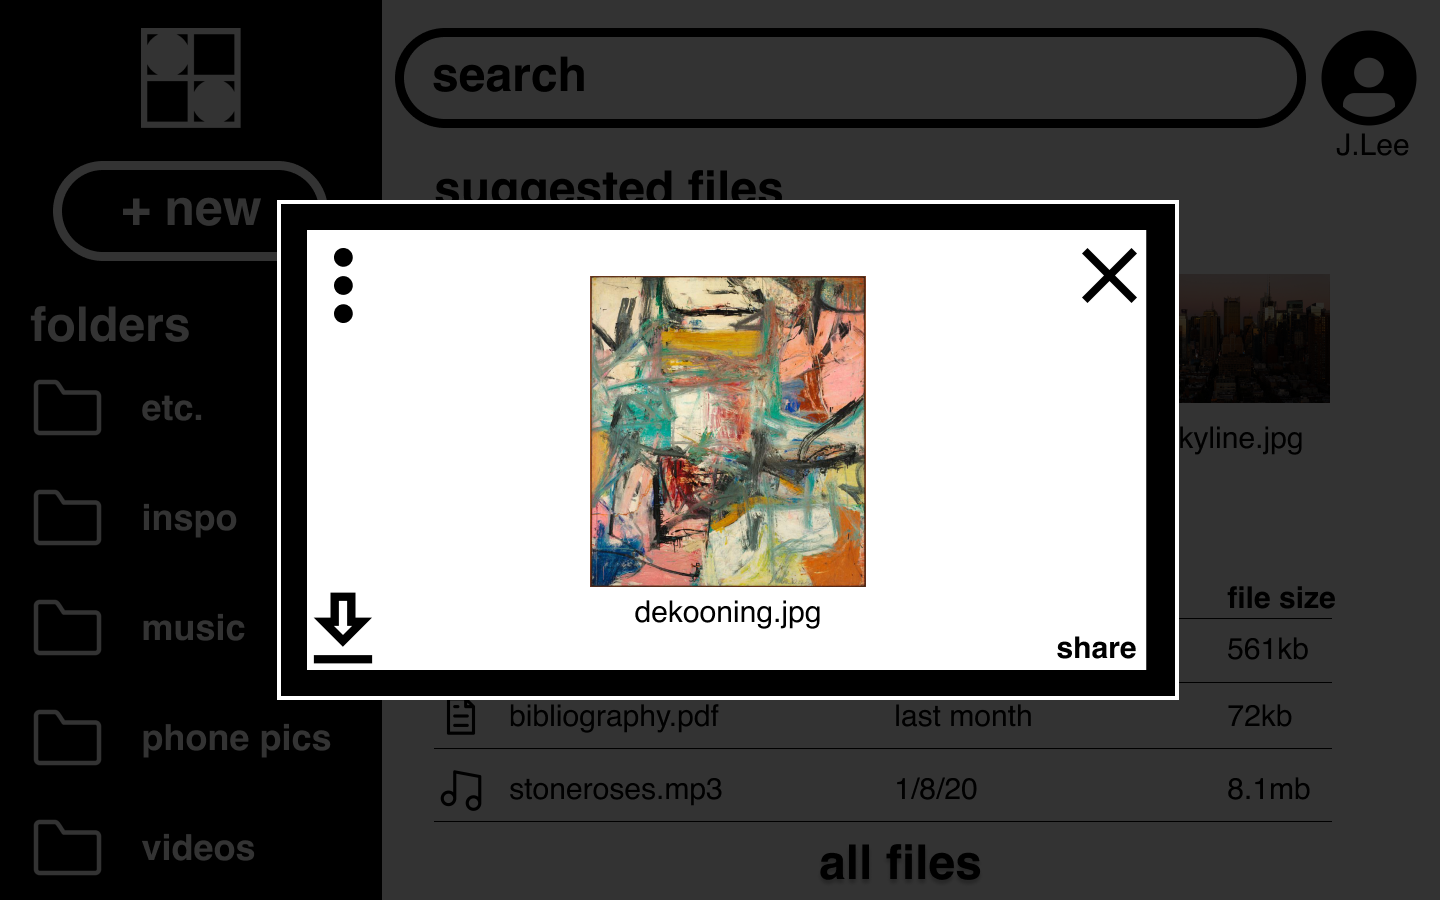 search
J.Lee
suggested files
+ new
folders
etc.
inspo
music
phone pics
videos
kyline.jpg
dekooning.jpg
share
file size
561kb
bibliography.pdf last month 72kb
stoneroses.mp3 1/8/20 8.1mb
all files